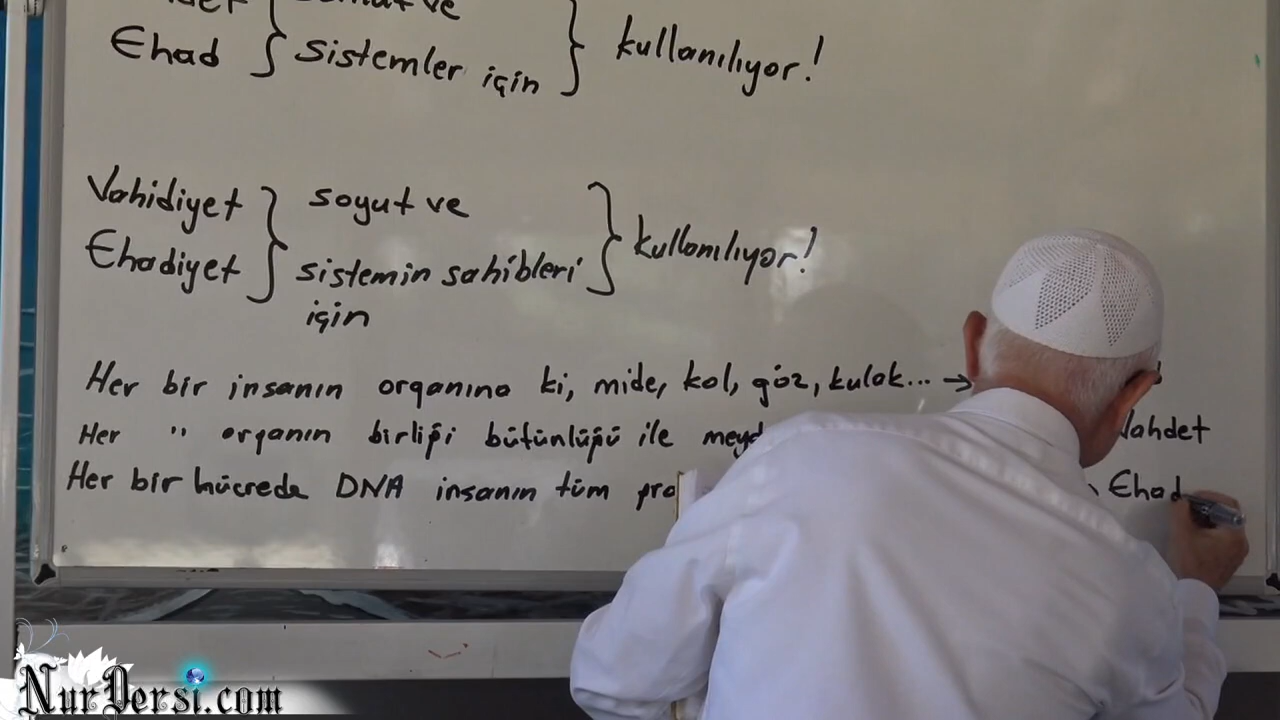 ve
Ehad } sistemler için } kullanılıyor!
Vahidiyet } soyut ve
Ehadiyet } sistemin sahibleri } kullanılıyor!
için
Her bir insanın organına ki, mide, kol, göz, kulak... →
Her " organın birliği bütünlüğü ile meyd Vahdet
Her bir hücrede DNA insanın tüm pro Ehad
NurDersi.com